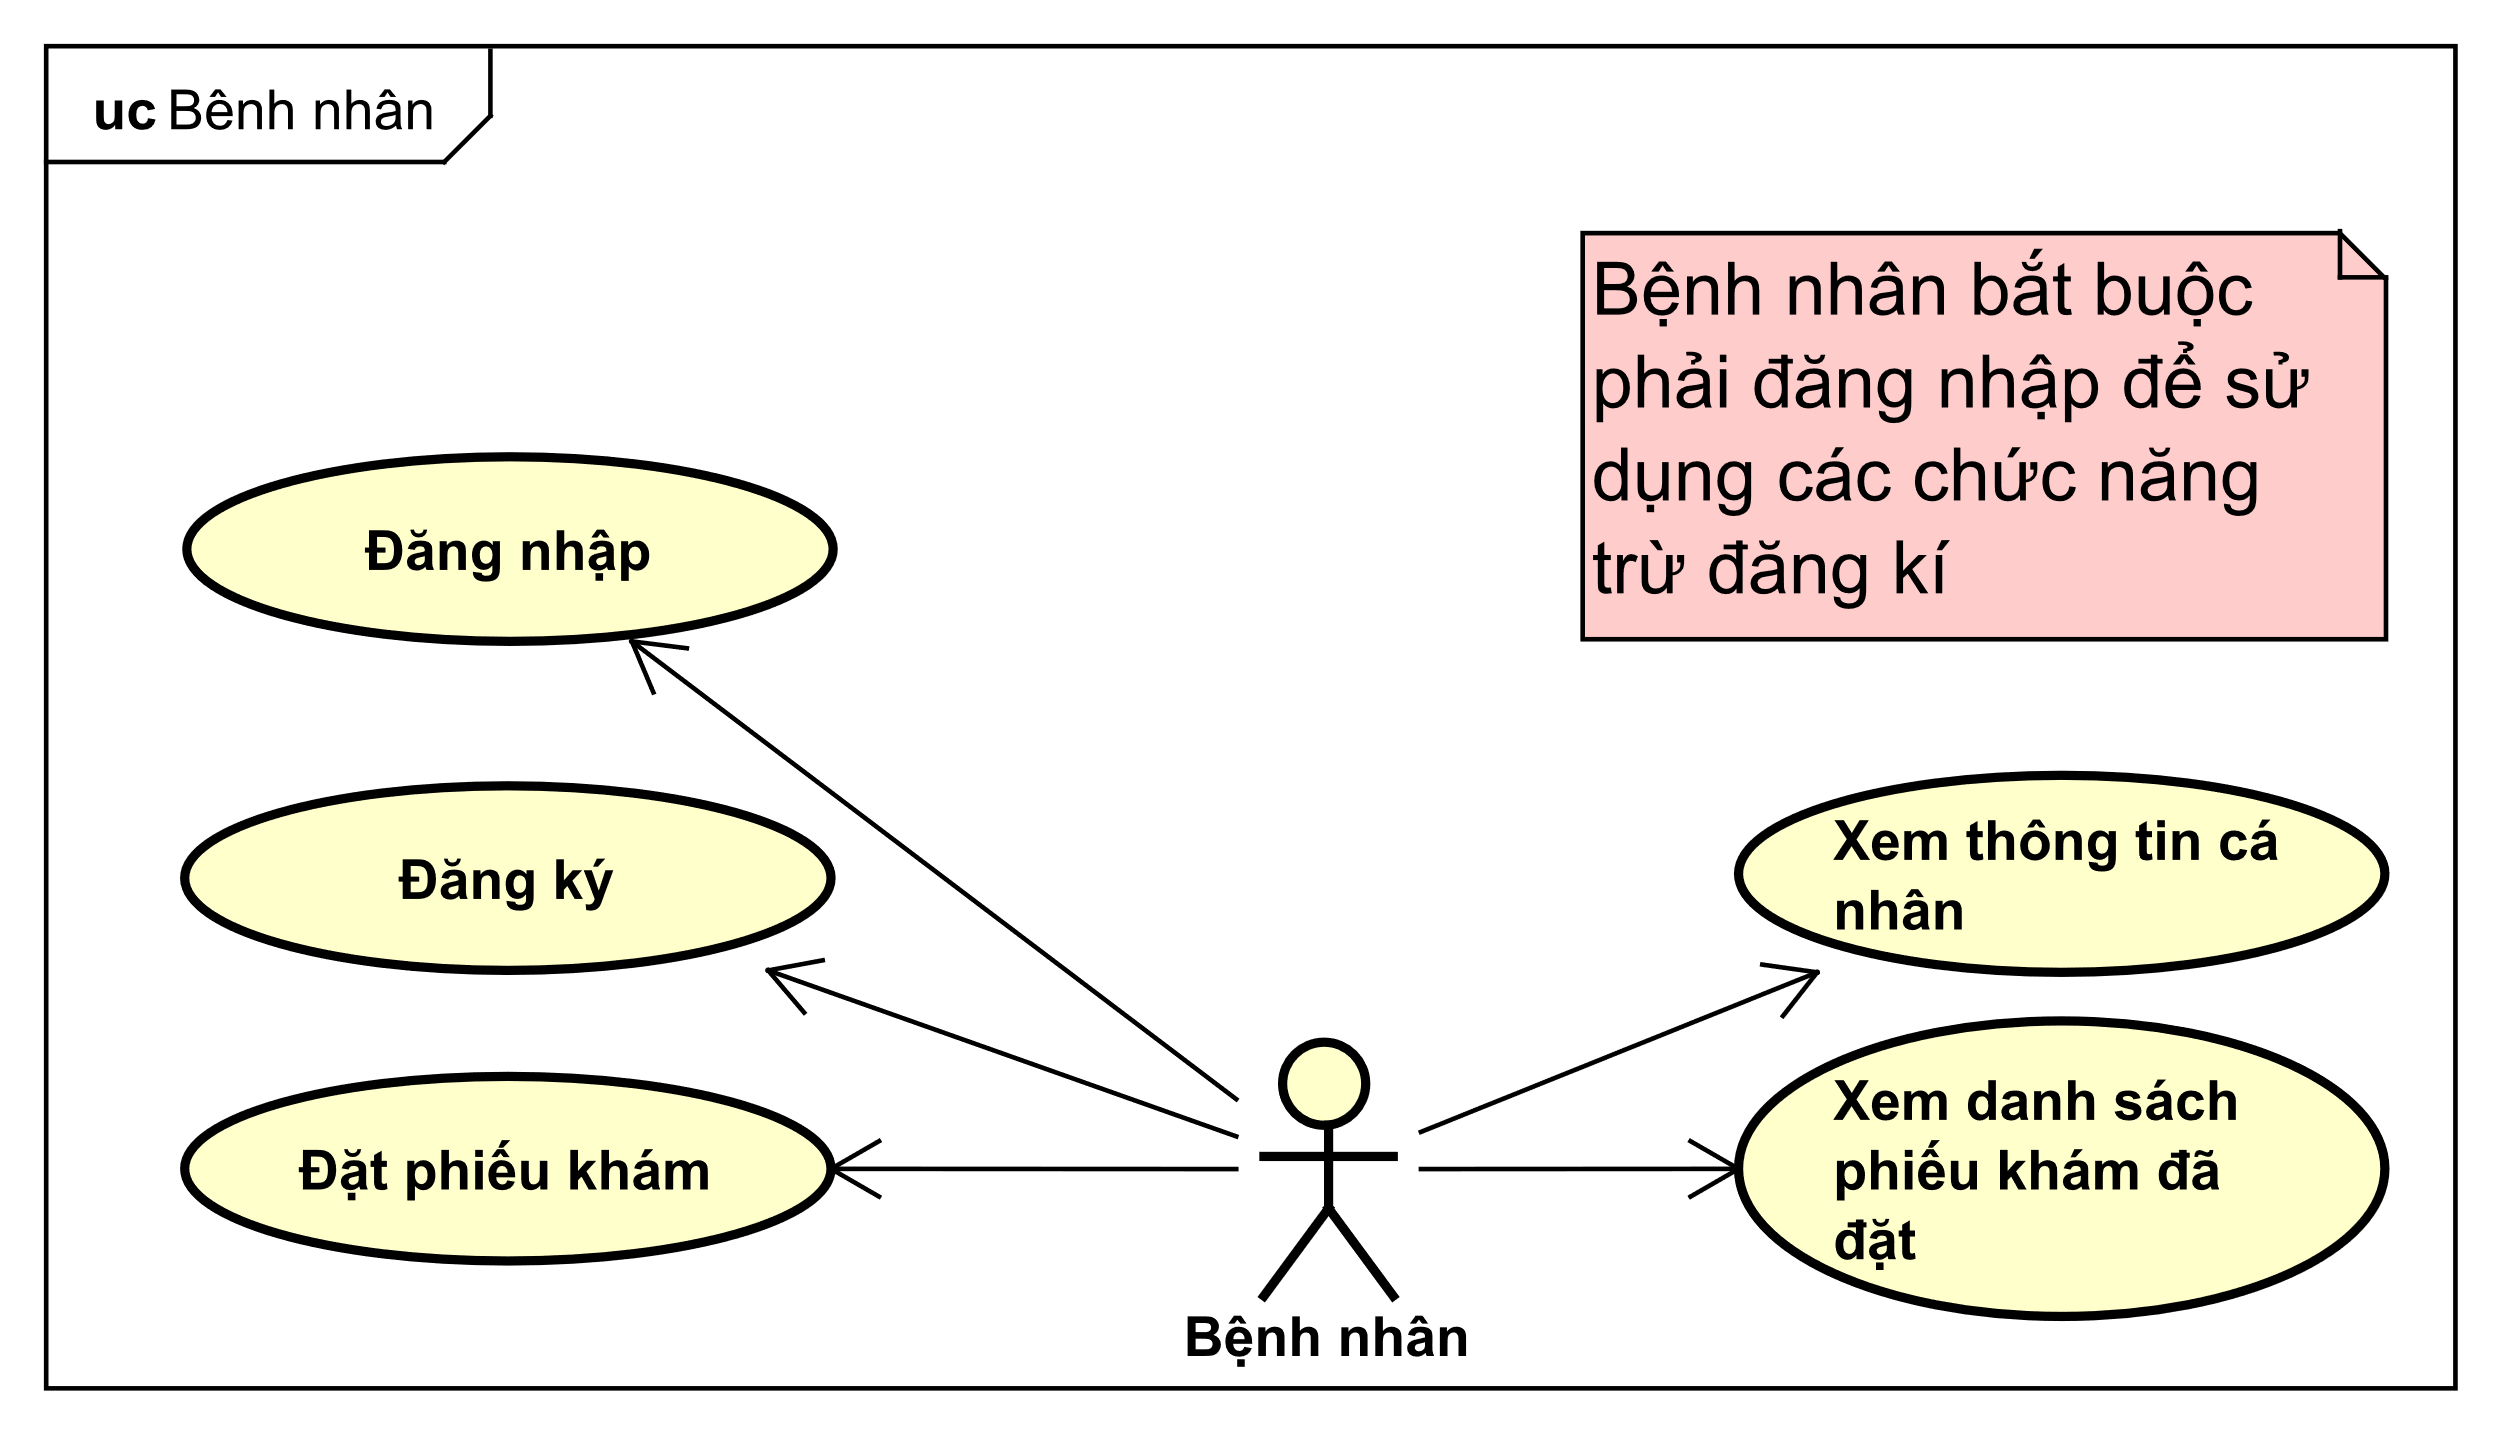 uc Bênh nhân
Bệnh nhân bắt buộc
phải đăng nhập để sử
dụng các chức năng
trừ đăng kí
Đăng nhập
Đăng ký
Xem thông tin cá
nhân
Đặt phiếu khám
Xem danh sách
phiếu khám dã
đặt
Bệnh nhân